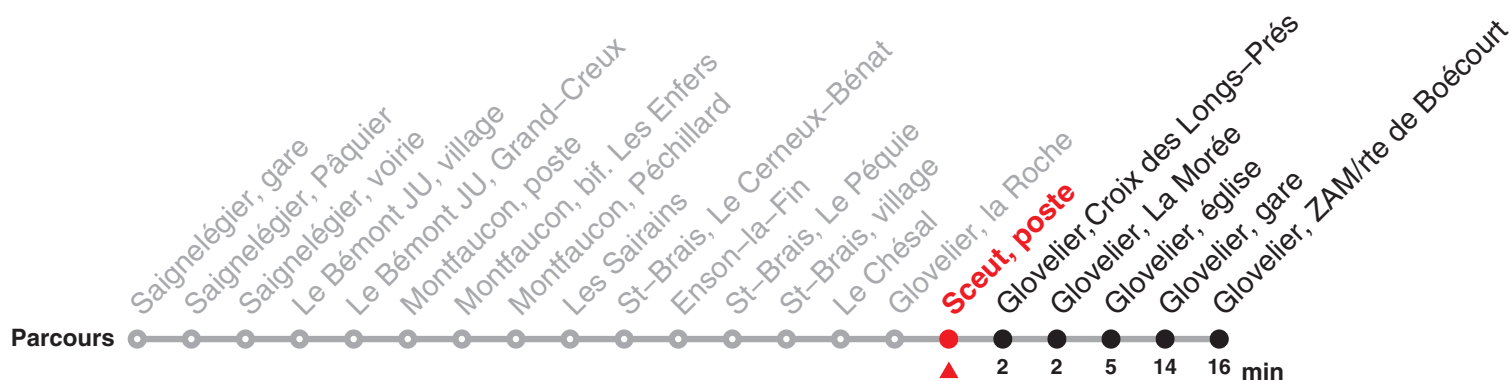 Saignelégier, gare
Saignelégier, Pâquier
Saignelégier, voirie
Le Bémont JU, village
Le Bémont JU, Grand–Creux
Montfaucon, poste
Montfaucon, bif. Les Enfers
Montfaucon, Péchillard
Les Sairains
St–Brais, Le Cerneux–Bénat
Enson–la–Fin
St–Brais, Le Péquie
St–Brais, village
Le Chésal
Glovelier, la Roche
Sceut, poste
Glovelier,Croix des Longs–Prés
Glovelier, La Morée
Glovelier, église
Glovelier, gare
Glovelier, ZAM/rte de Boécourt
Parcours
2 2 5 14 16 min